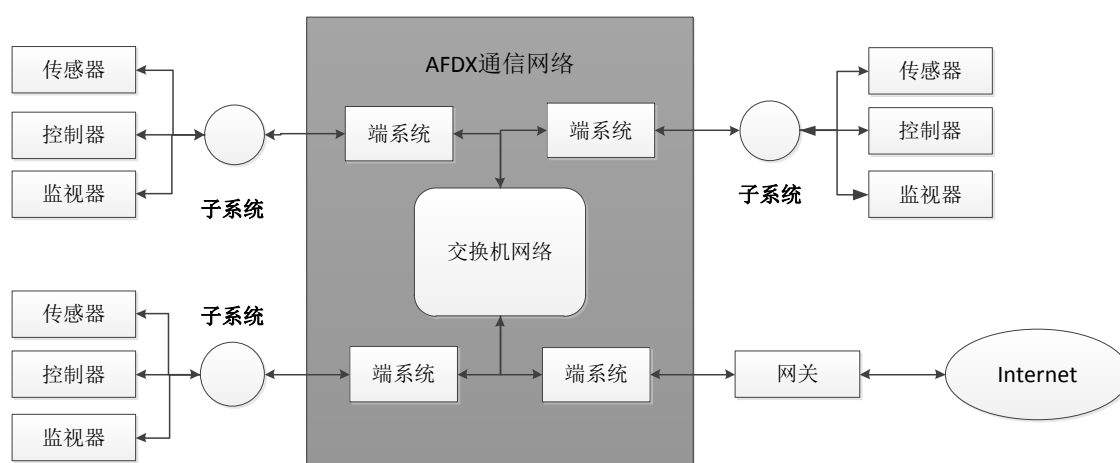 AFDX通信网络
传感器
控制器
监视器
子系统
端系统
端系统
子系统
传感器
控制器
监视器
交换机网络
传感器
控制器
监视器
子系统
端系统
端系统
网关
Internet